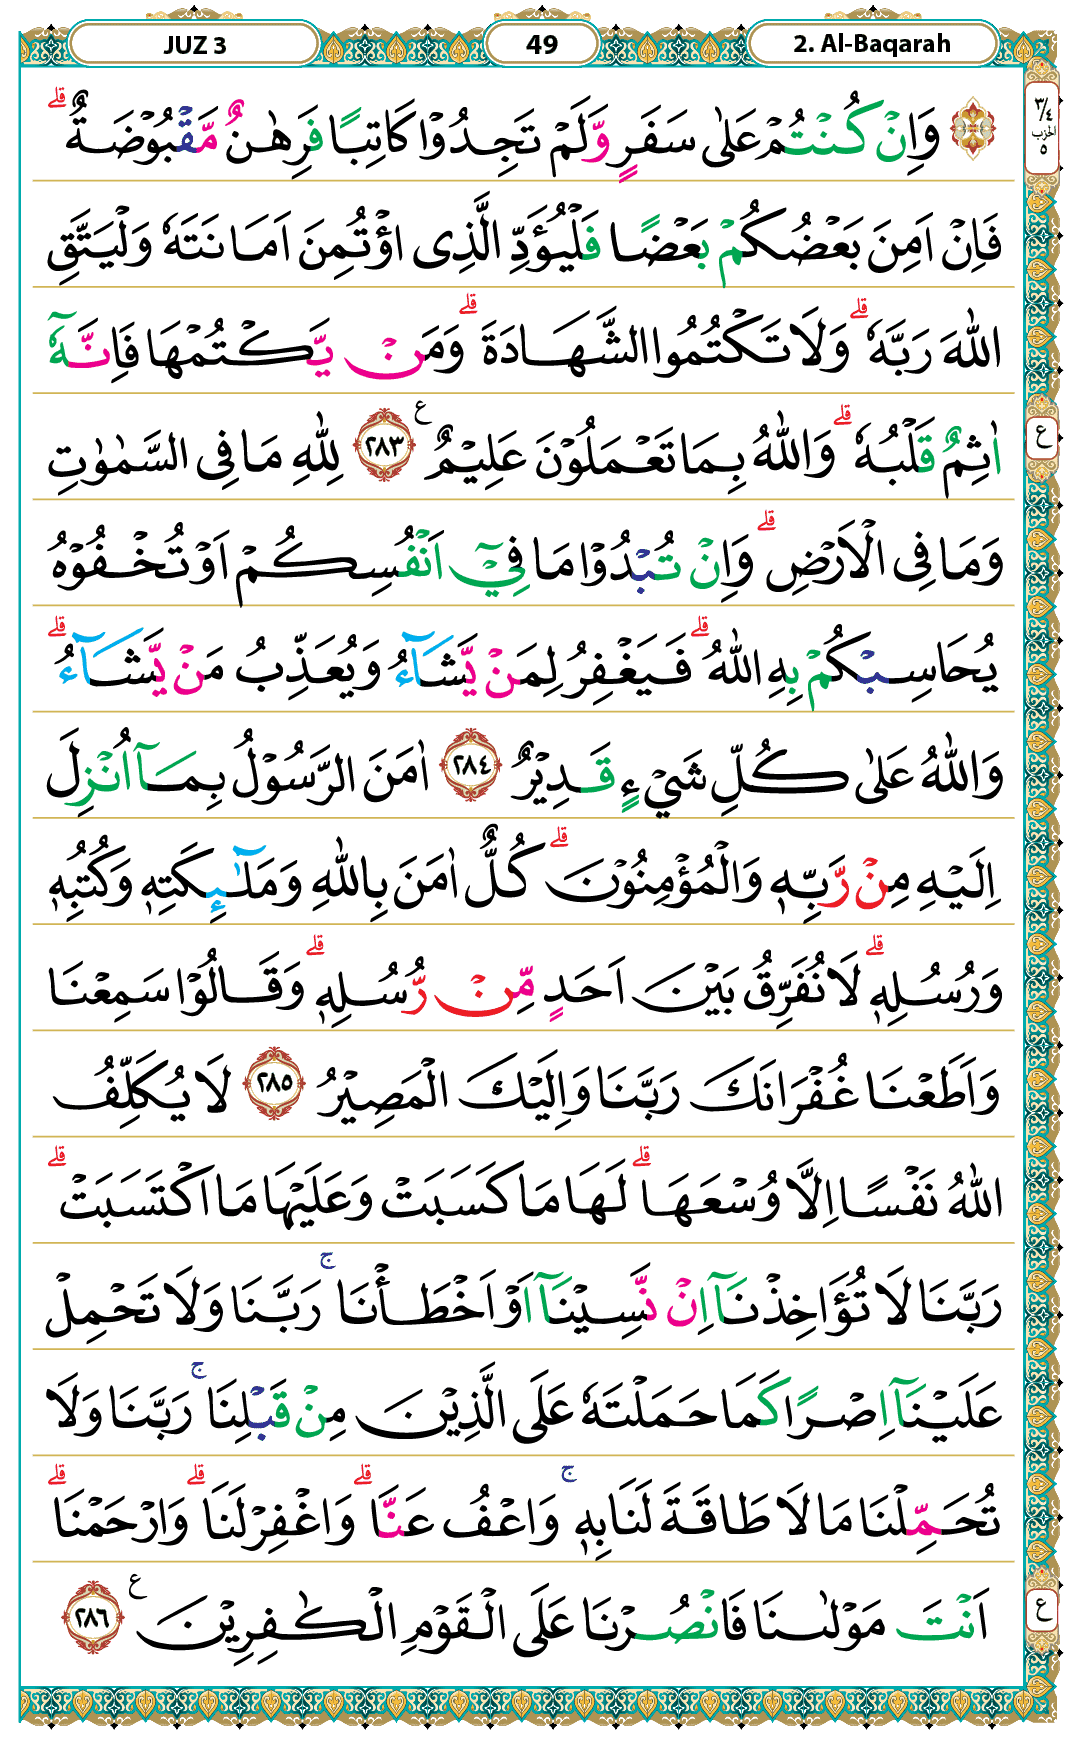 JUZ 3
49
2. Al-Baqarah
٣/٤ الحزب ٥
وَاِنْ كُنْتُمْ عَلٰى سَفَرٍ وَّلَمْ تَجِدُوْا كَاتِبًا فَرِهٰنٌ مَّقْبُوْضَةٌ ۗ
فَاِنْ اَمِنَ بَعْضُكُمْ بَعْضًا فَلْيُؤَدِّ الَّذِى اؤْتُمِنَ اَمَانَتَهٗ وَلْيَتَّقِ
اللّٰهَ رَبَّهٗ ۗ وَلَا تَكْتُمُوا الشَّهَادَةَ ۗ وَمَنْ يَّكْتُمْهَا فَاِنَّهٗٓ
اٰثِمٌ قَلْبُهٗ ۗ وَاللّٰهُ بِمَا تَعْمَلُوْنَ عَلِيْمٌ ع ٢٨٣ لِلّٰهِ مَا فِى السَّمٰوٰتِ
ع
وَمَا فِى الْاَرْضِ ۗ وَاِنْ تُبْدُوْا مَا فِيْٓ اَنْفُسِكُمْ اَوْ تُخْفُوْهُ
يُحَاسِبْكُمْ بِهِ اللّٰهُ ۗ فَيَغْفِرُ لِمَنْ يَّشَاۤءُ وَيُعَذِّبُ مَنْ يَّشَاۤءُ ۗ
وَاللّٰهُ عَلٰى كُلِّ شَيْءٍ قَدِيْرٌ ٢٨٤ اٰمَنَ الرَّسُوْلُ بِمَآ اُنْزِلَ
اِلَيْهِ مِنْ رَّبِّهٖ وَالْمُؤْمِنُوْنَ ۗ كُلٌّ اٰمَنَ بِاللّٰهِ وَمَلٰۤىِٕكَتِهٖ وَكُتُبِهٖ
وَرُسُلِهٖ ۗ لَا نُفَرِّقُ بَيْنَ اَحَدٍ مِّنْ رُّسُلِهٖ ۗ وَقَالُوْا سَمِعْنَا
وَاَطَعْنَا غُفْرَانَكَ رَبَّنَا وَاِلَيْكَ الْمَصِيْرُ ٢٨٥ لَا يُكَلِّفُ
اللّٰهُ نَفْسًا اِلَّا وُسْعَهَا ۗ لَهَا مَا كَسَبَتْ وَعَلَيْهَا مَا اكْتَسَبَتْ ۗ
رَبَّنَا لَا تُؤَاخِذْنَآ اِنْ نَّسِيْنَآ اَوْ اَخْطَأْنَا ۚ رَبَّنَا وَلَا تَحْمِلْ
عَلَيْنَآ اِصْرًا كَمَا حَمَلْتَهٗ عَلَى الَّذِيْنَ مِنْ قَبْلِنَا ۚ رَبَّنَا وَلَا
تُحَمِّلْنَا مَا لَا طَاقَةَ لَنَا بِهٖ ۚ وَاعْفُ عَنَّا ۗ وَاغْفِرْ لَنَا ۗ وَارْحَمْنَا ۗ
اَنْتَ مَوْلٰىنَا فَانْصُرْنَا عَلَى الْقَوْمِ الْكٰفِرِيْنَ ع ٢٨٦
ع